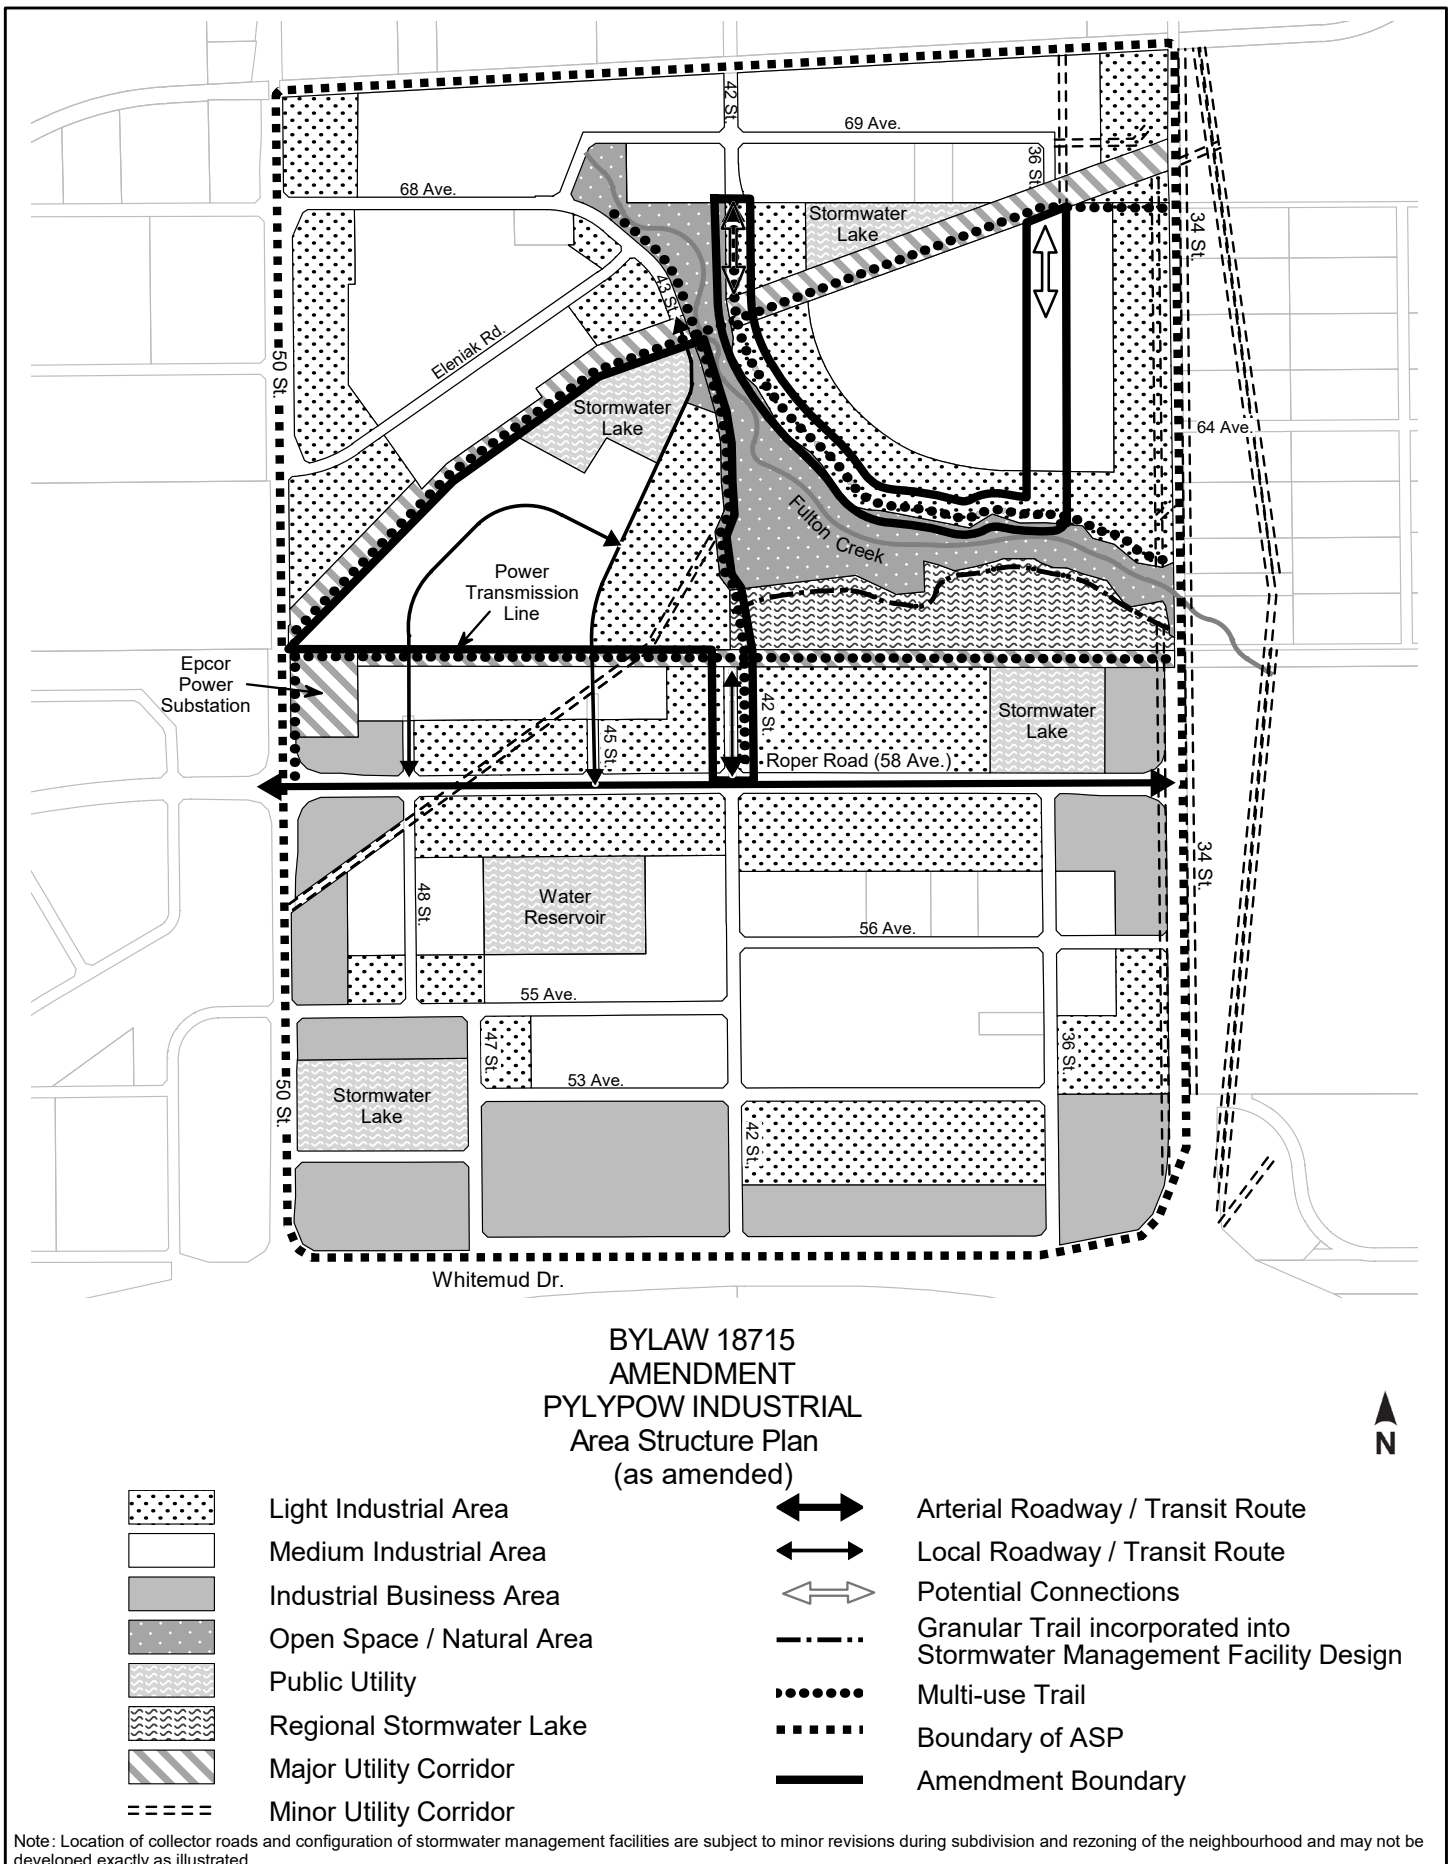 42 St.
69 Ave.
36 St.
68 Ave.
Stormwater
Lake
34 St.
43 St.
Eleniak Rd.
50 St.
Stormwater
Lake
64 Ave.
Fulton Creek
Power
Transmission
Line
Epcor
Power
Substation
42 St.
Stormwater
Lake
45 St.
Roper Road (58 Ave.)
34 St.
48 St.
Water
Reservoir
56 Ave.
55 Ave.
47 St.
36 St.
53 Ave.
50 St.
Stormwater
Lake
42 St.
Whitemud Dr.
BYLAW 18715
AMENDMENT
PYLYPOW INDUSTRIAL
Area Structure Plan
(as amended)
N
Light Industrial Area
Medium Industrial Area
Industrial Business Area
Open Space / Natural Area
Public Utility
Regional Stormwater Lake
Major Utility Corridor
Minor Utility Corridor
Arterial Roadway / Transit Route
Local Roadway / Transit Route
Potential Connections
Granular Trail incorporated into
Stormwater Management Facility Design
Multi-use Trail
Boundary of ASP
Amendment Boundary
Note: Location of collector roads and configuration of stormwater management facilities are subject to minor revisions during subdivision and rezoning of the neighbourhood and may not be
developed exactly as illustrated